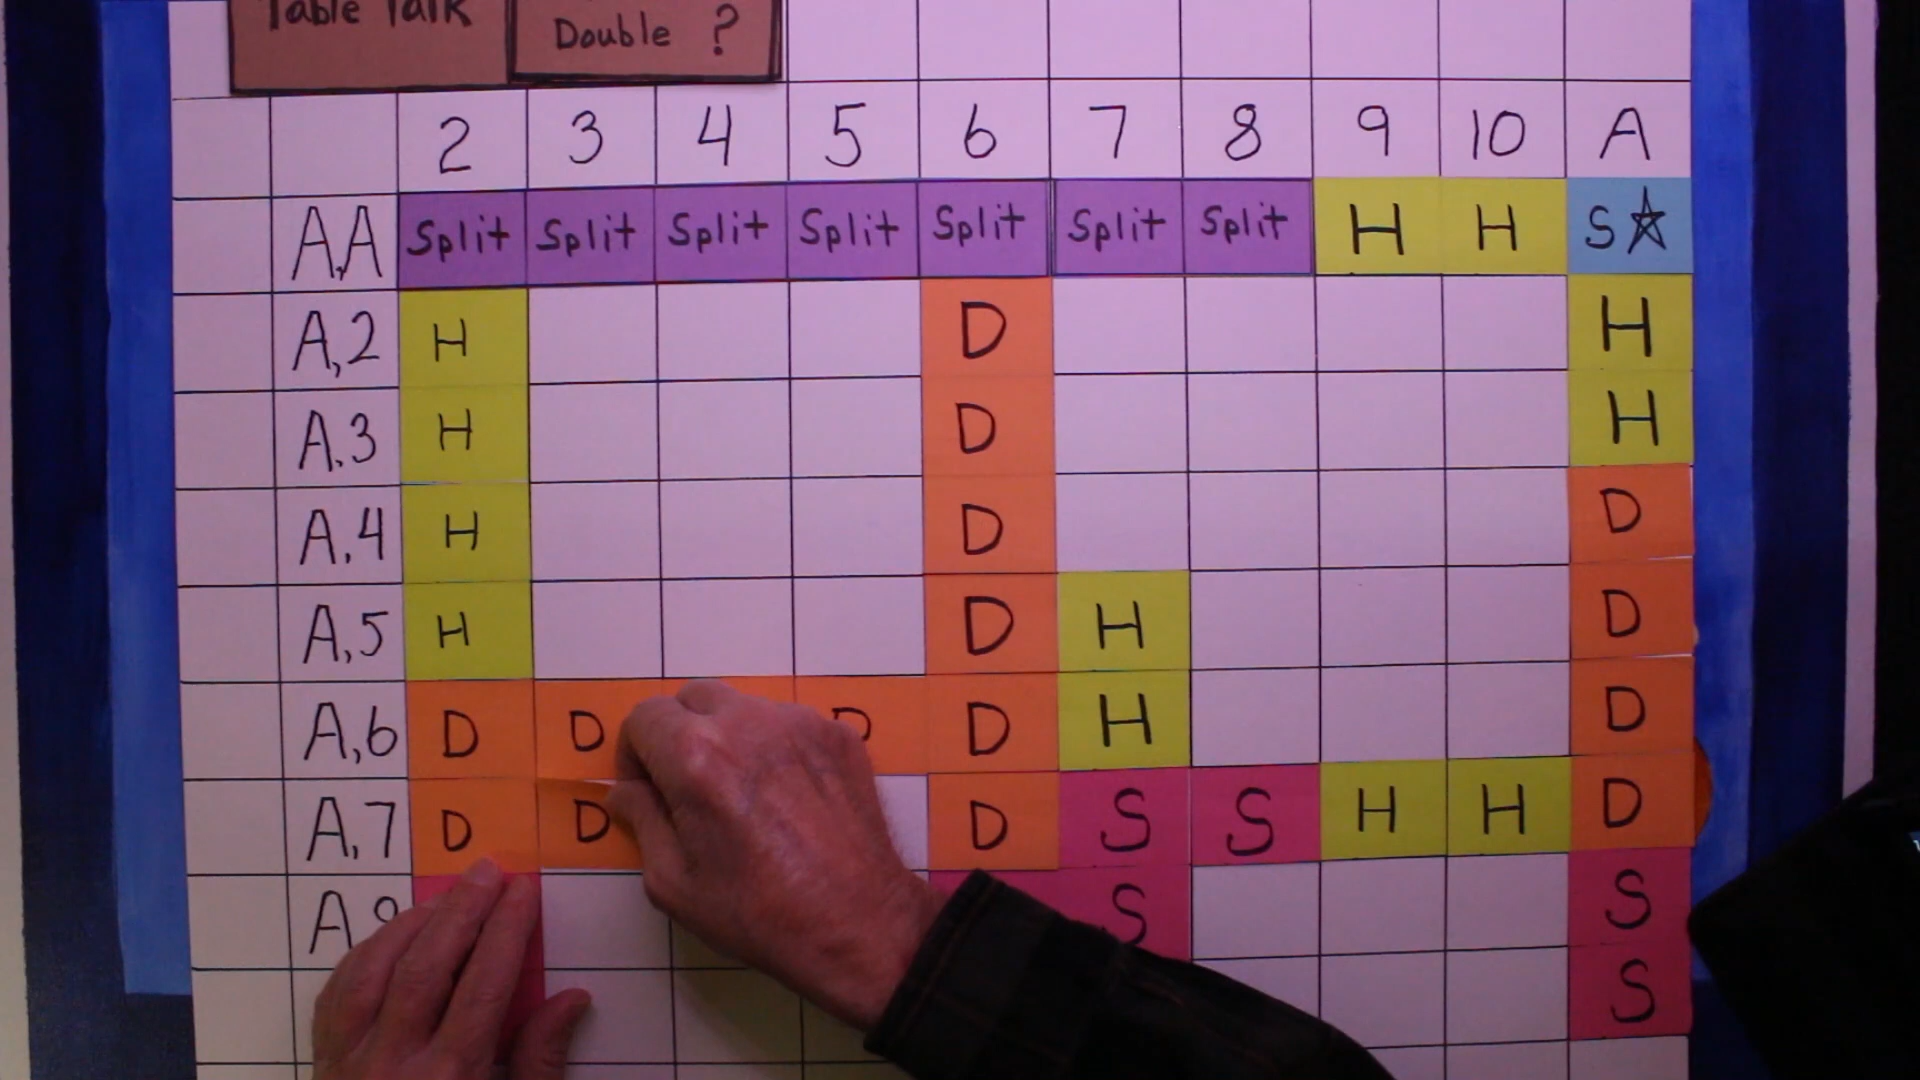 Table Talk
Double ?
2 3 4 5 6 7 8 9 10 A
A,A Split Split Split Split Split Split Split H H S☆
A,2 H D H
A,3 H D H
A,4 H D D
A,5 H D H D
A,6 D D D D H D
A,7 D D D S S H H D
S S
S